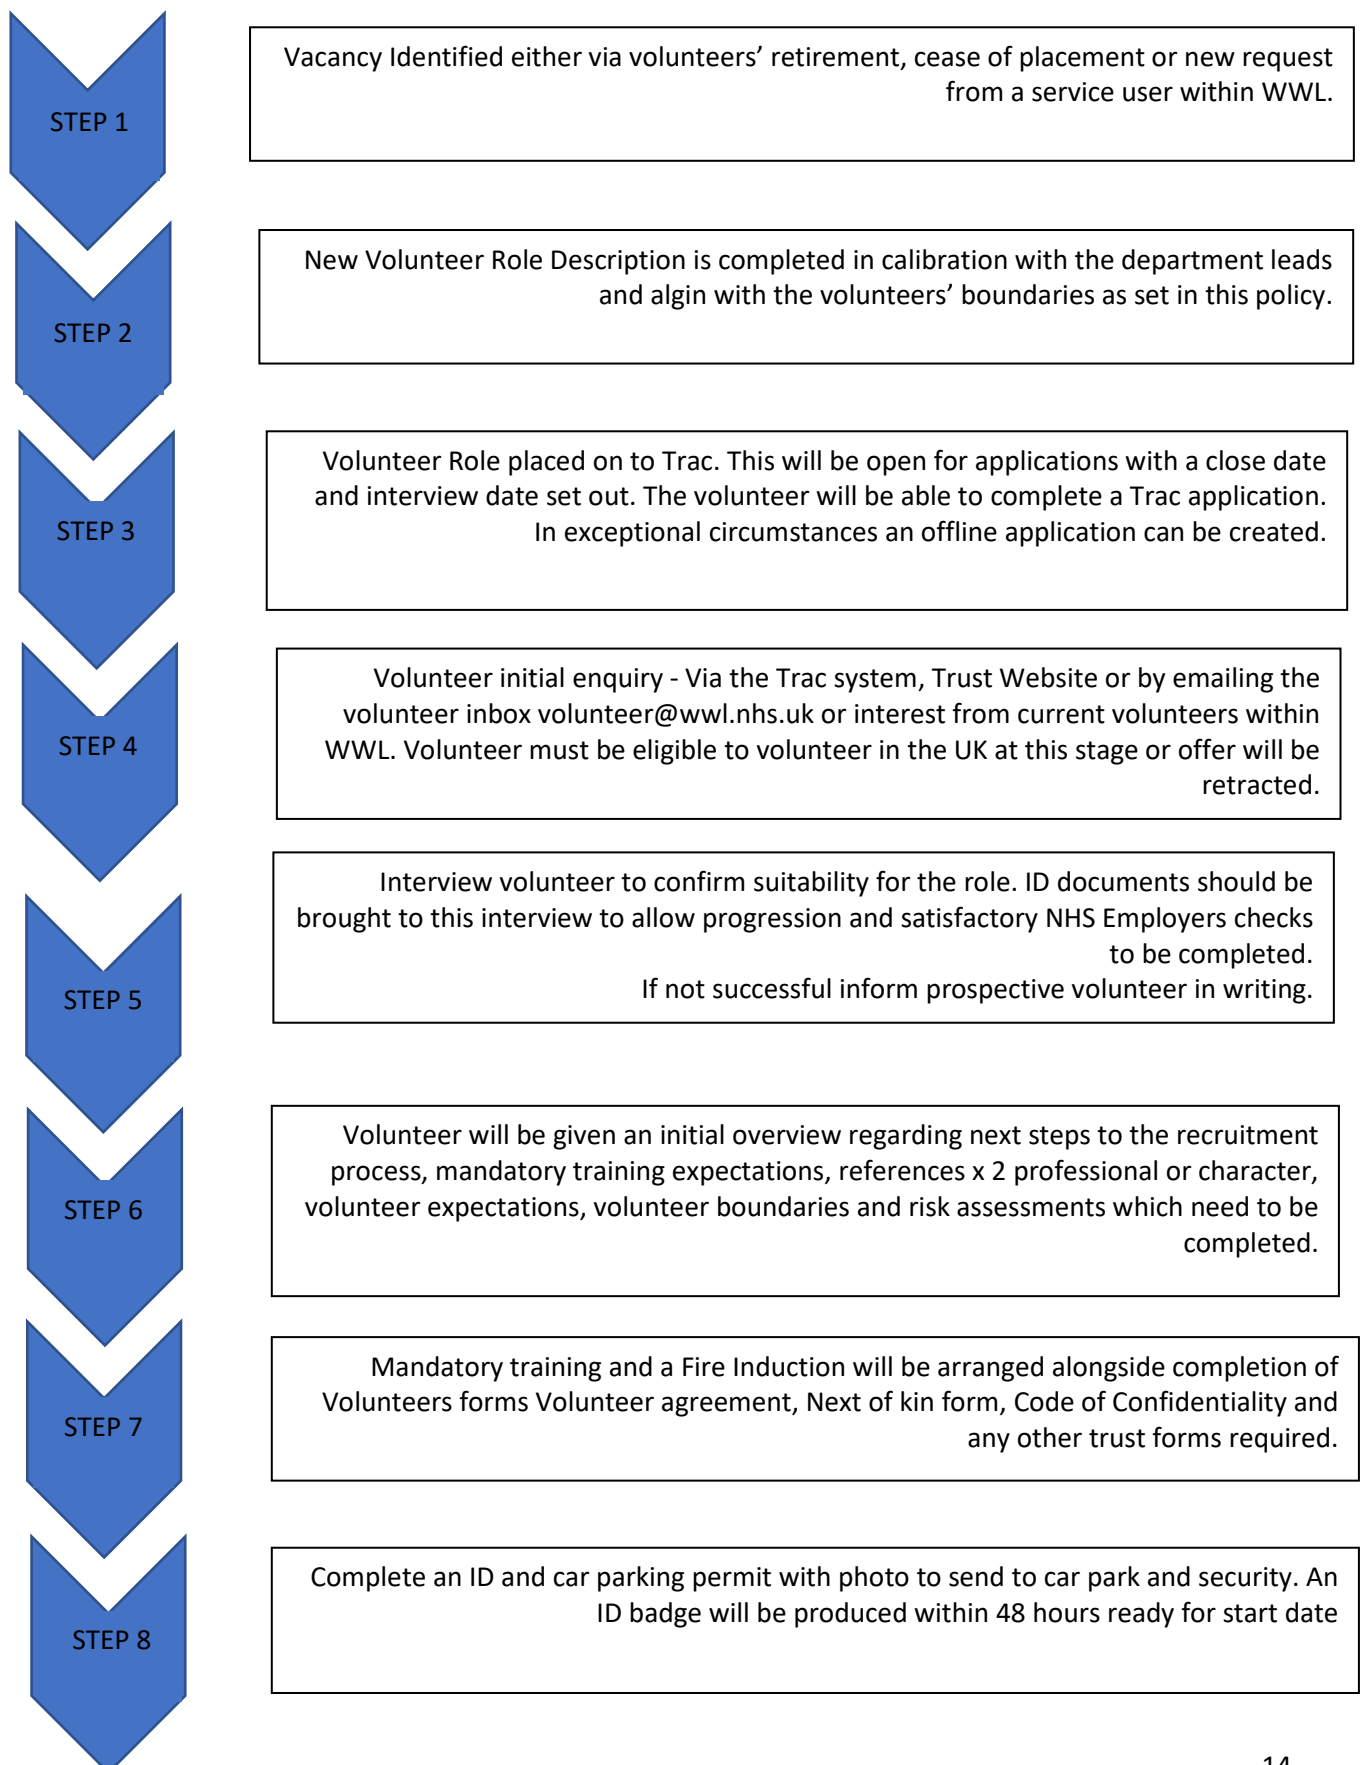 STEP 1
Vacancy Identified either via volunteers’ retirement, cease of placement or new request
from a service user within WWL.
STEP 2
New Volunteer Role Description is completed in calibration with the department leads
and algin with the volunteers’ boundaries as set in this policy.
STEP 3
Volunteer Role placed on to Trac. This will be open for applications with a close date
and interview date set out. The volunteer will be able to complete a Trac application.
In exceptional circumstances an offline application can be created.
STEP 4
Volunteer initial enquiry - Via the Trac system, Trust Website or by emailing the
volunteer inbox volunteer@wwl.nhs.uk or interest from current volunteers within
WWL. Volunteer must be eligible to volunteer in the UK at this stage or offer will be
retracted.
STEP 5
Interview volunteer to confirm suitability for the role. ID documents should be
brought to this interview to allow progression and satisfactory NHS Employers checks
to be completed.
If not successful inform prospective volunteer in writing.
STEP 6
Volunteer will be given an initial overview regarding next steps to the recruitment
process, mandatory training expectations, references x 2 professional or character,
volunteer expectations, volunteer boundaries and risk assessments which need to be
completed.
STEP 7
Mandatory training and a Fire Induction will be arranged alongside completion of
Volunteers forms Volunteer agreement, Next of kin form, Code of Confidentiality and
any other trust forms required.
STEP 8
Complete an ID and car parking permit with photo to send to car park and security. An
ID badge will be produced within 48 hours ready for start date
14